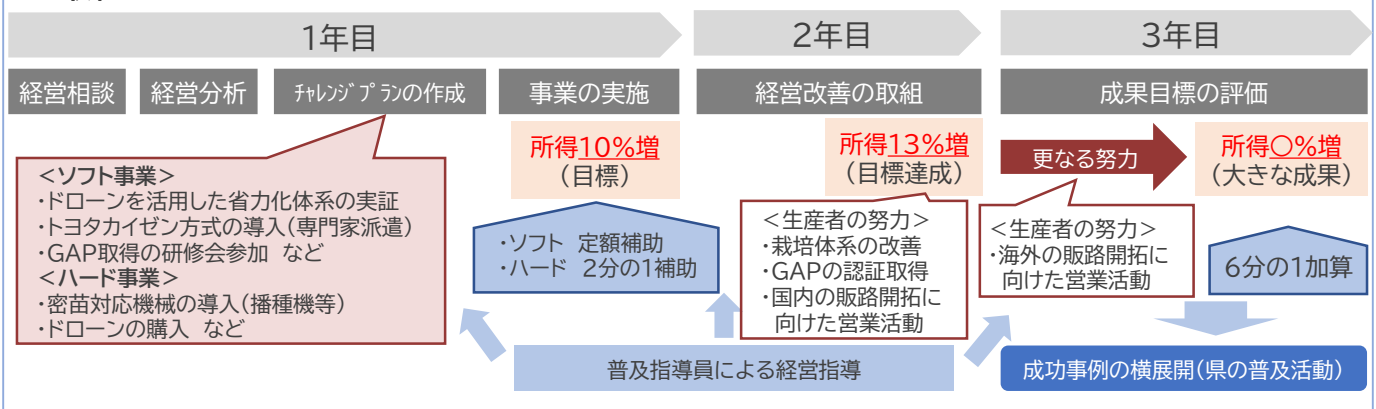 1年目
2年目
3年目
経営相談
経営分析
ﾁｬﾚﾝｼﾞﾌﾟﾗﾝの作成
事業の実施
経営改善の取組
成果目標の評価
<ソフト事業>
・ドローンを活用した省力化体系の実証
・トヨタカイゼン方式の導入(専門家派遣)
・GAP取得の研修会参加 など
<ハード事業>
・密苗対応機械の導入(播種機等)
・ドローンの購入 など
所得10%増
(目標)
・ソフト 定額補助
・ハード 2分の1補助
所得13%増
(目標達成)
<生産者の努力>
・栽培体系の改善
・GAPの認証取得
・国内の販路開拓に
向けた営業活動
更なる努力
所得〇%増
(大きな成果)
<生産者の努力>
・海外の販路開拓に
向けた営業活動
6分の1加算
普及指導員による経営指導
成功事例の横展開(県の普及活動)